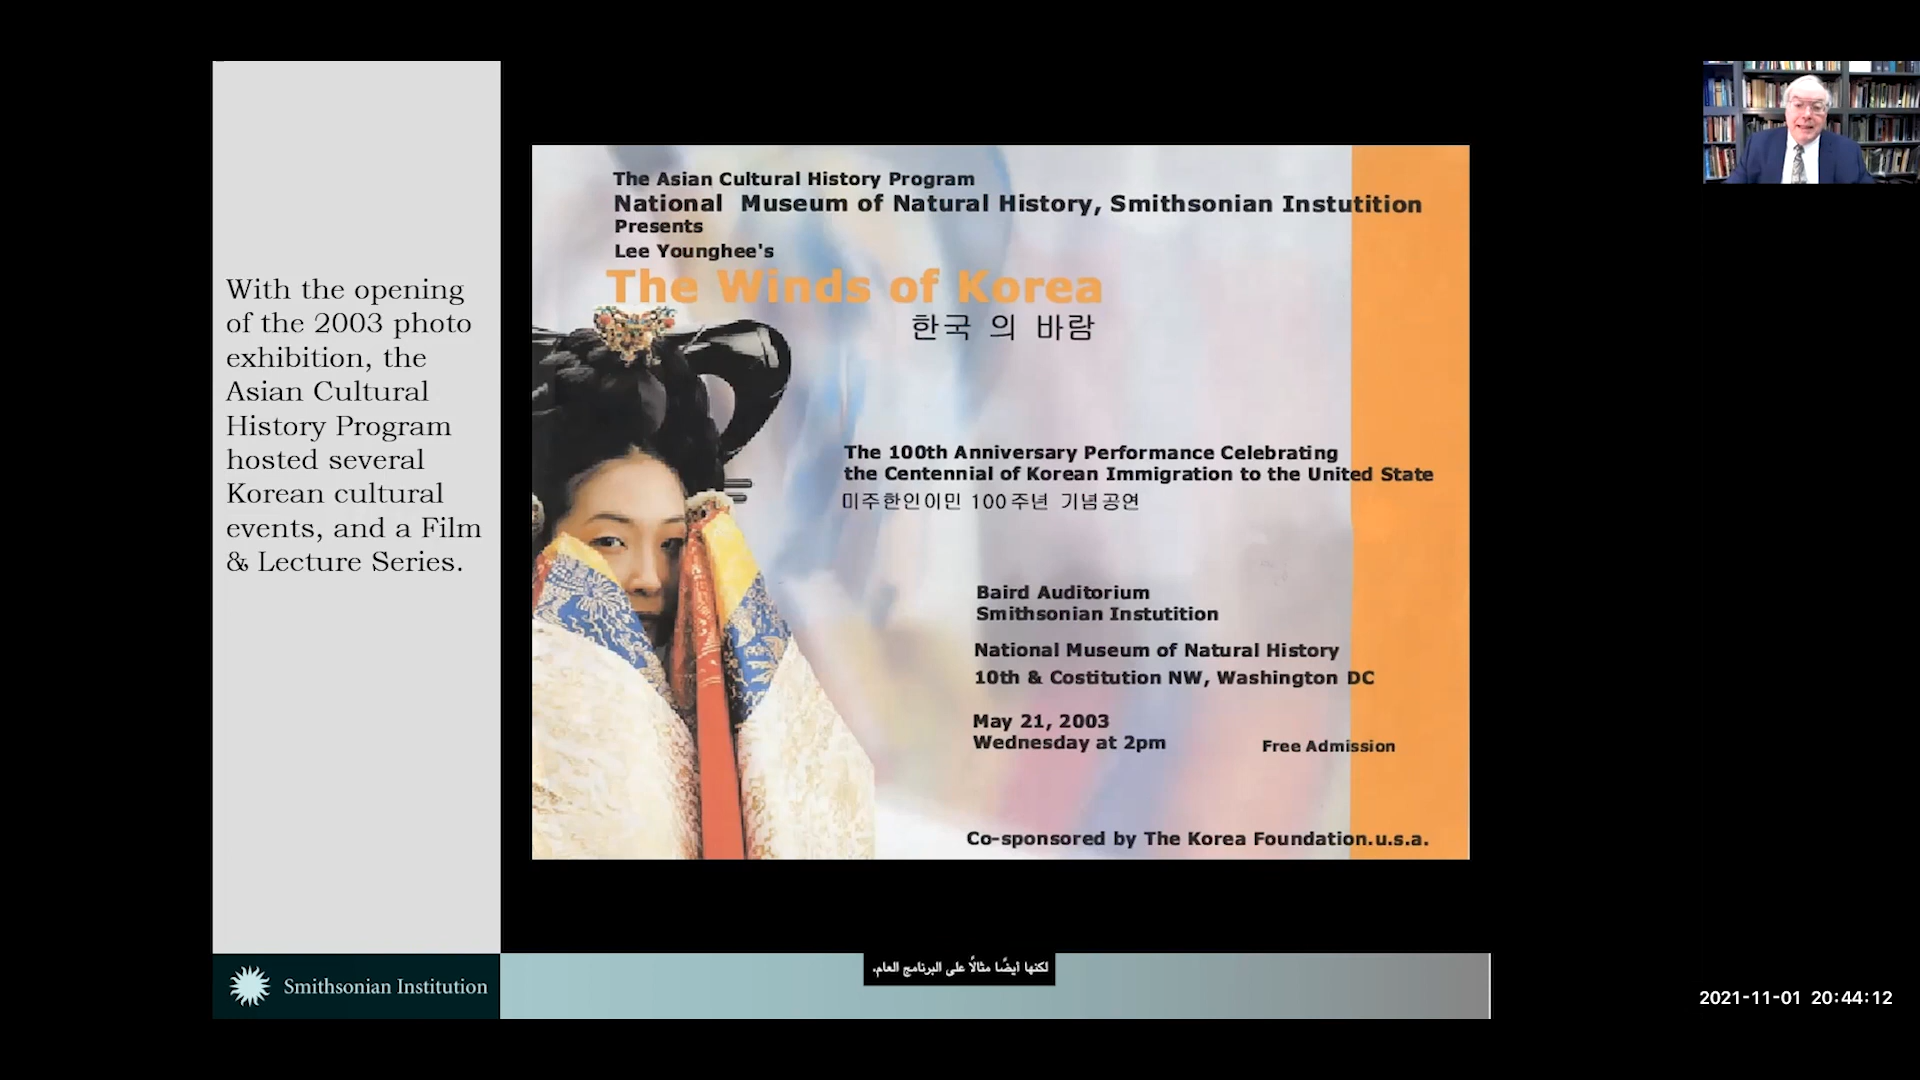 With the opening
of the 2003 photo
exhibition, the
Asian Cultural
History Program
hosted several
Korean cultural
events, and a Film
& Lecture Series.
The Asian Cultural History Program
National Museum of Natural History, Smithsonian Instutition
Presents
Lee Younghee's
The Winds of Korea
한국 의 바람
The 100th Anniversary Performance Celebrating
the Centennial of Korean Immigration to the United State
미주한인이민 100주년 기념공연
Baird Auditorium
Smithsonian Instutition
National Museum of Natural History
10th & Costitution NW, Washington DC
May 21, 2003
Wednesday at 2pm
Free Admission
Co-sponsored by The Korea Foundation.u.s.a.
Smithsonian Institution
لكنها أيضًا مثالًا على البرنامج العام.
2021-11-01 20:44:12